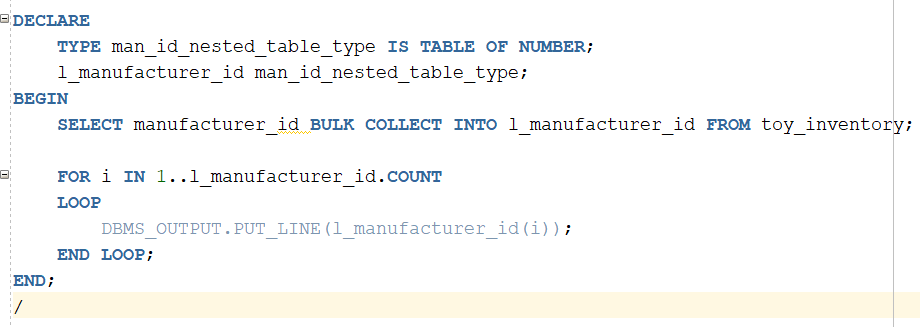 DECLARE
    TYPE man_id_nested_table_type IS TABLE OF NUMBER;
    l_manufacturer_id man_id_nested_table_type;
BEGIN
    SELECT manufacturer_id BULK COLLECT INTO l_manufacturer_id FROM toy_inventory;

    FOR i IN 1..l_manufacturer_id.COUNT
    LOOP
        DBMS_OUTPUT.PUT_LINE(l_manufacturer_id(i));
    END LOOP;
END;
/